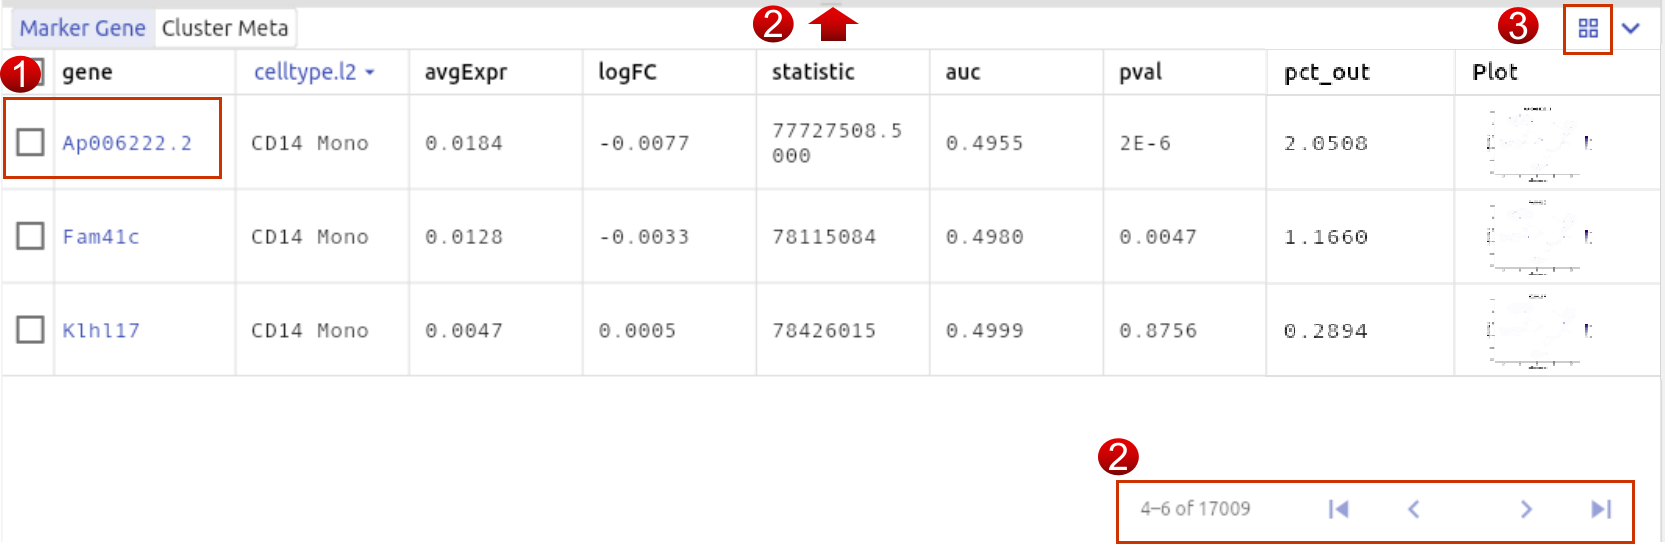 Marker Gene Cluster Meta 2 3
1 gene celltype.l2 avgExpr logFC statistic auc pval pct_out Plot
Ap006222.2 CD14 Mono 0.0184 -0.0077 77727508.5 0.4955 2E-6 2.0508
000
Fam41c CD14 Mono 0.0128 -0.0033 78115084 0.4980 0.0047 1.1660
Klhl17 CD14 Mono 0.0047 0.0005 78426015 0.4999 0.8756 0.2894
2
4–6 of 17009